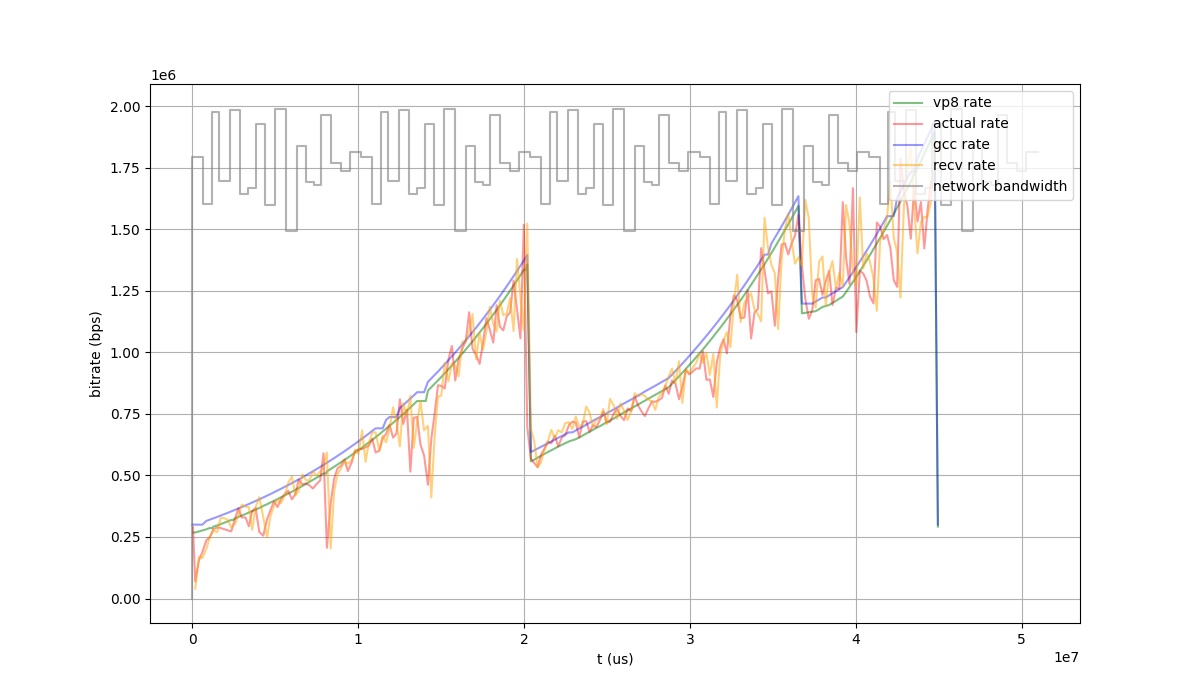 1e6
2.00
1.75
1.50
1.25
1.00
0.75
0.50
0.25
0.00
bitrate (bps)
vp8 rate
actual rate
gcc rate
recv rate
network bandwidth
0
1
2
3
4
5
t (us)
1e7